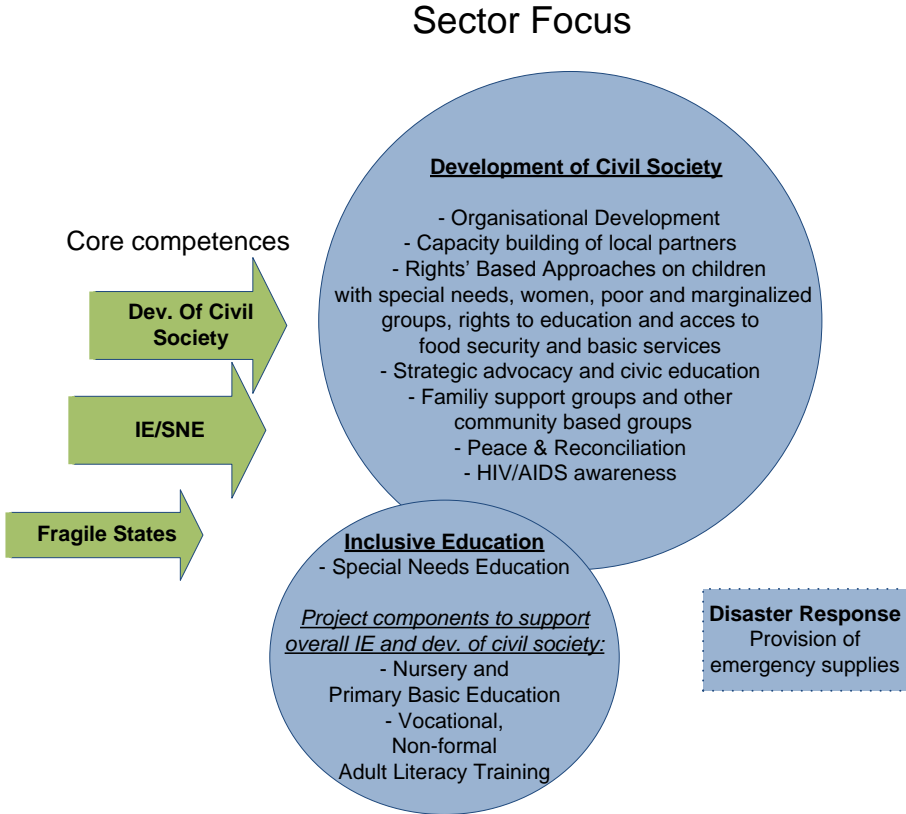 Sector Focus
Core competences
Dev. Of Civil
Society
IE/SNE
Fragile States
Development of Civil Society
- Organisational Development
- Capacity building of local partners
- Rights’ Based Approaches on children
with special needs, women, poor and marginalized
groups, rights to education and acces to
food security and basic services
- Strategic advocacy and civic education
- Familiy support groups and other
community based groups
- Peace & Reconciliation
- HIV/AIDS awareness
Inclusive Education
- Special Needs Education
Project components to support
overall IE and dev. of civil society:
- Nursery and
Primary Basic Education
- Vocational,
Non-formal
Adult Literacy Training
Disaster Response
Provision of
emergency supplies